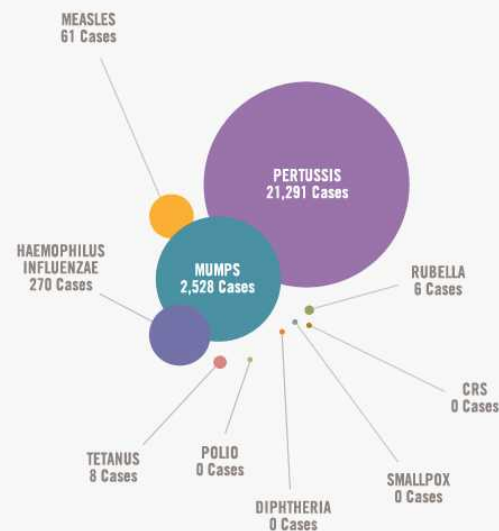 MEASLES
61 Cases
PERTUSSIS
21,291 Cases
HAEMOPHILUS
INFLUENZAE
270 Cases
MUMPS
2,528 Cases
RUBELLA
6 Cases
CRS
0 Cases
TETANUS
8 Cases
POLIO
0 Cases
SMALLPOX
0 Cases
DIPHTHERIA
0 Cases